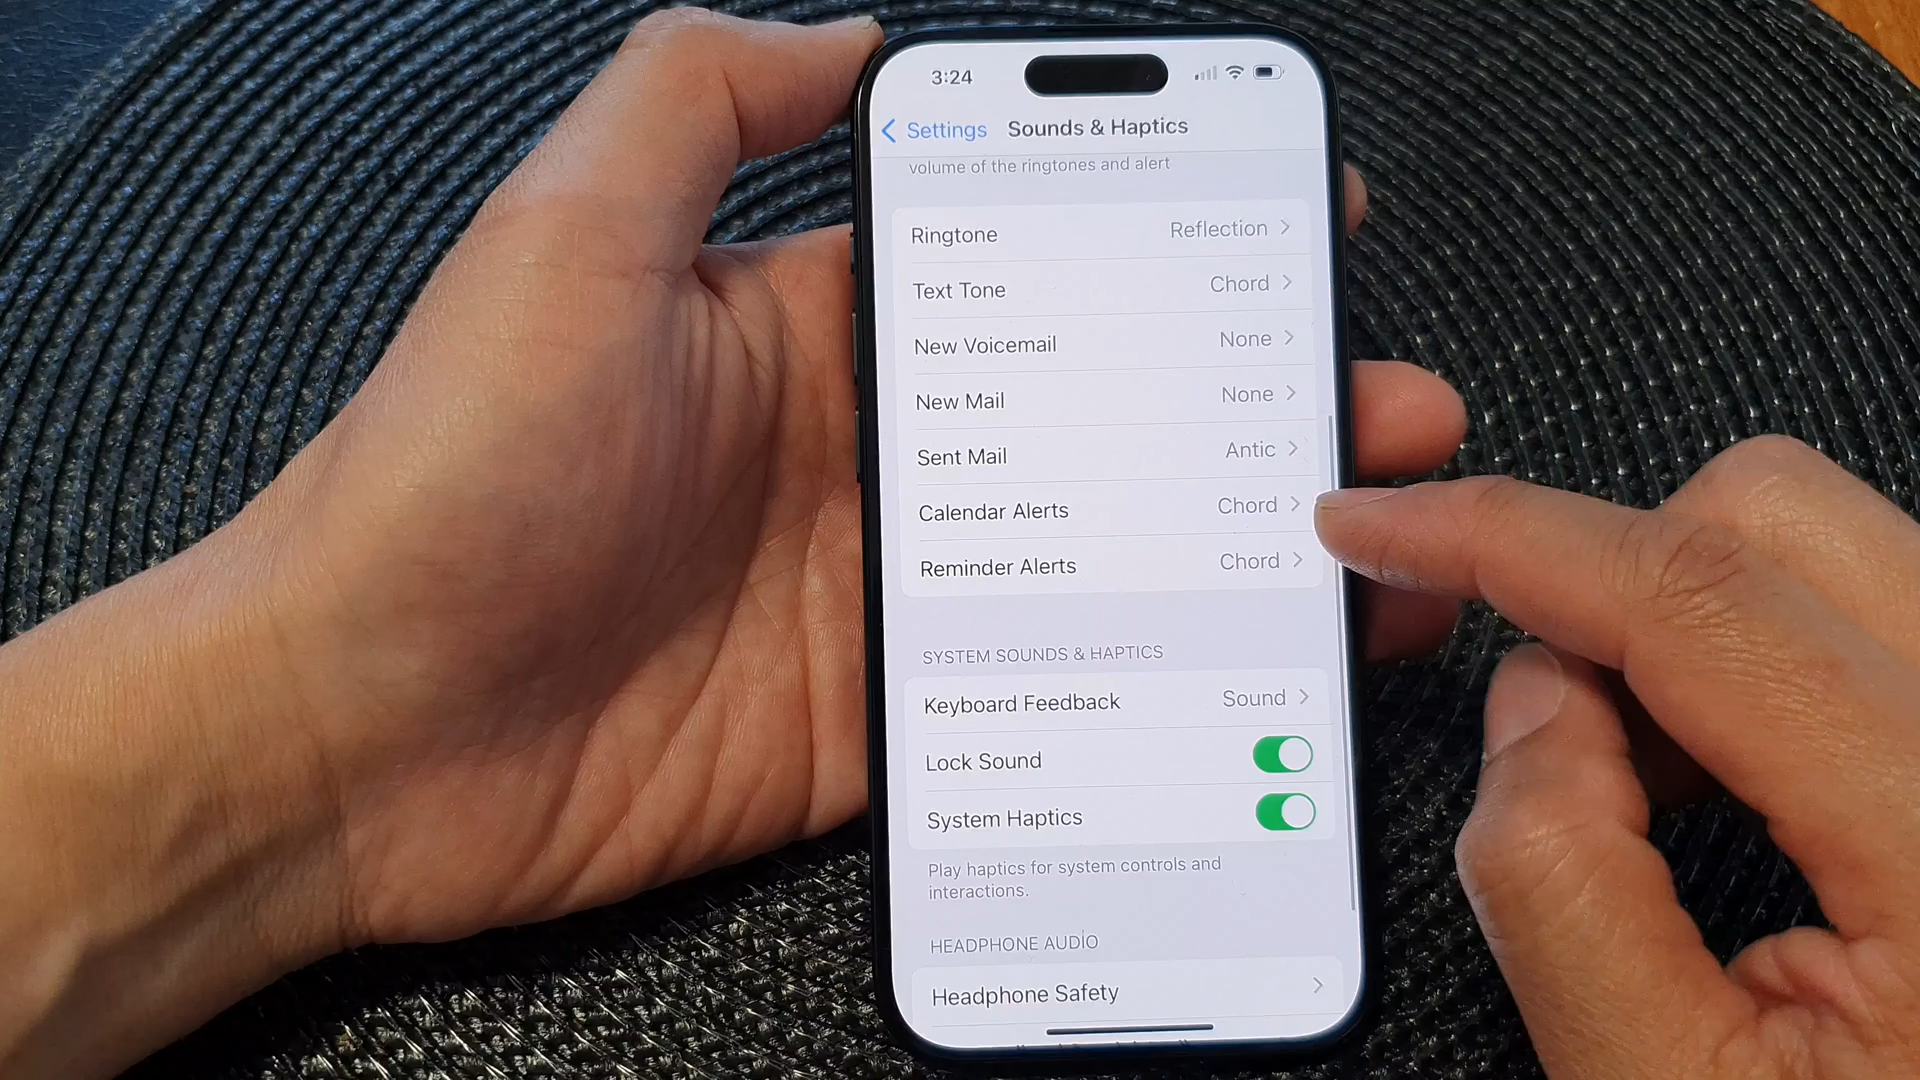 3:24
Settings Sounds & Haptics
volume of the ringtones and alert
Ringtone Reflection
Text Tone Chord
New Voicemail None
New Mail None
Sent Mail Antic
Calendar Alerts Chord
Reminder Alerts Chord
SYSTEM SOUNDS & HAPTICS
Keyboard Feedback Sound
Lock Sound
System Haptics
Play haptics for system controls and
interactions.
HEADPHONE AUDIO
Headphone Safety